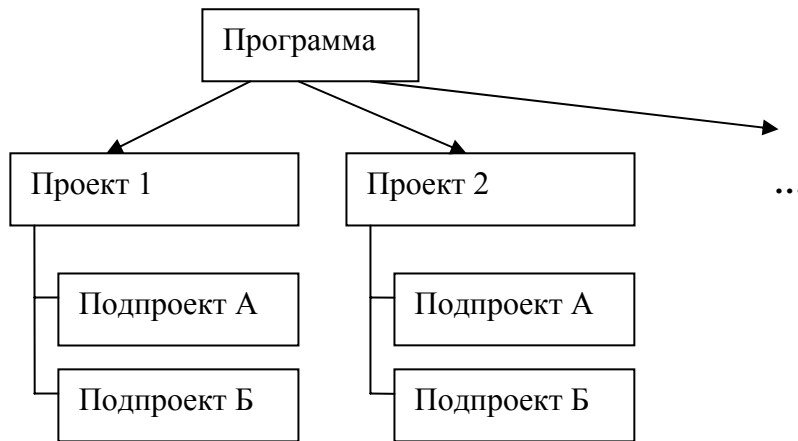 Программа
Проект 1
Проект 2
...
Подпроект А
Подпроект А
Подпроект Б
Подпроект Б